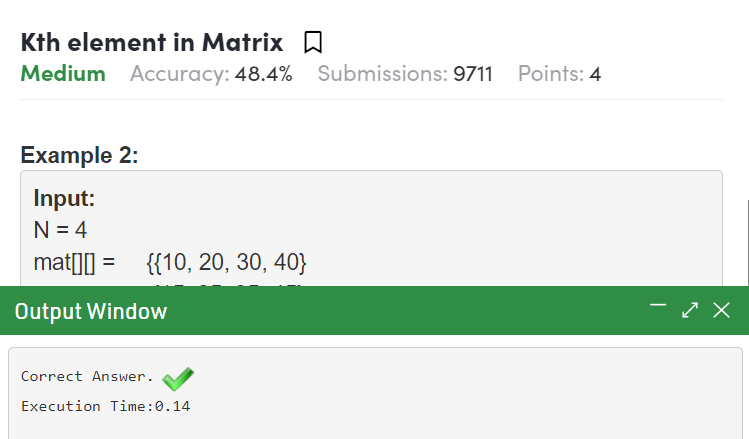 Kth element in Matrix
Medium Accuracy: 48.4% Submissions: 9711 Points: 4
Example 2:
Input:
N = 4
mat[][] = {{10, 20, 30, 40}
Output Window
Correct Answer.
Execution Time:0.14